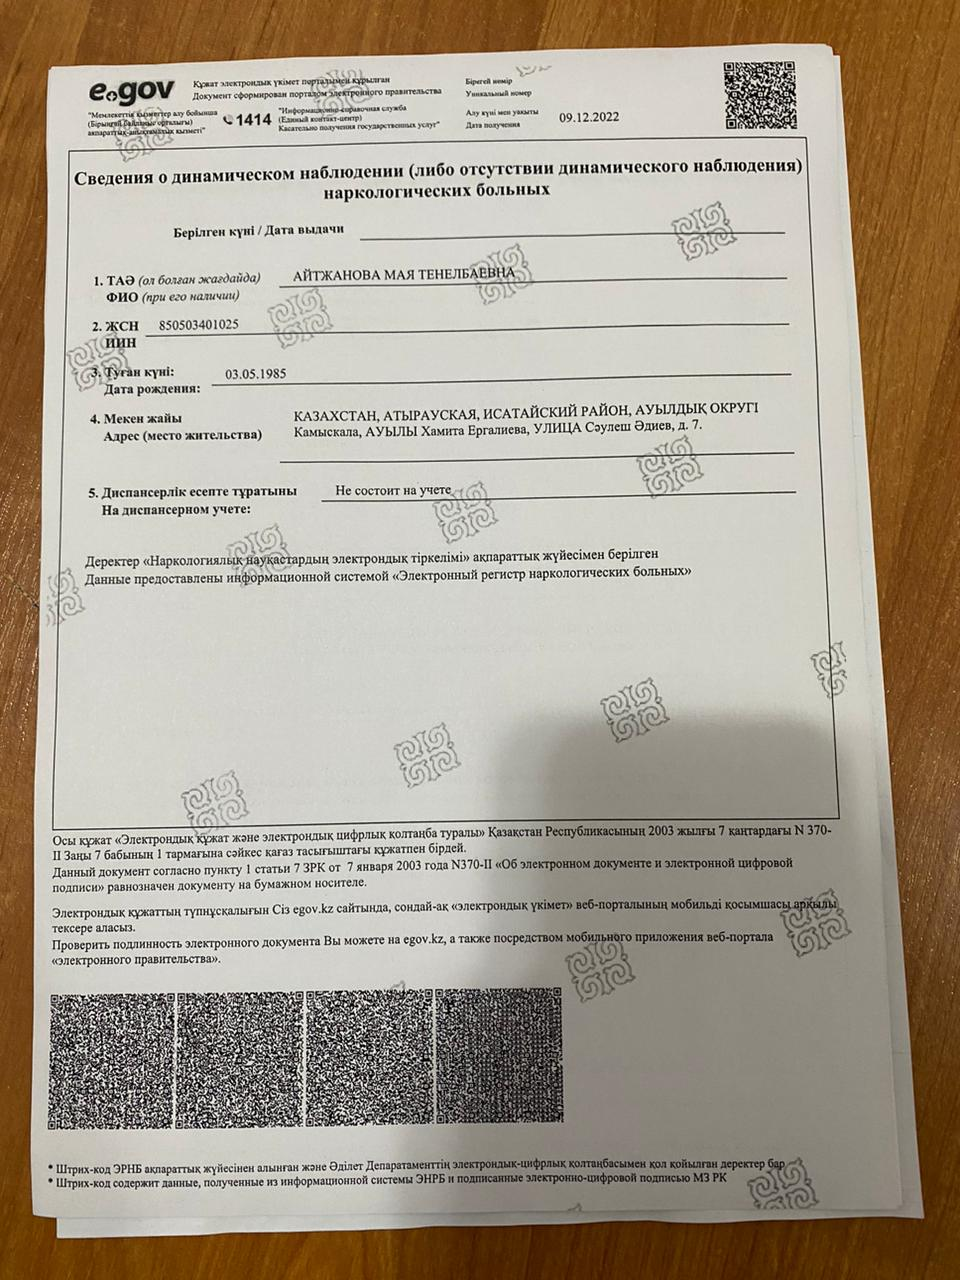 e.gov
Құжат электрондық үкімет порталымен құрылған
Документ сформирован порталом электронного правительства
"Мемлекеттік қызметтер алу бойынша
(Бірыңғай байланыс орталығы)
ақпараттық-анықтамалық қызметі"
1414
"Информационно-справочная служба
(Единый контакт-центр)
Касательно получения государственных услуг"
Бірегей нөмір
Уникальный номер
Алу күні мен уақыты
Дата получения
09.12.2022
Сведения о динамическом наблюдении (либо отсутствии динамического наблюдения)
наркологических больных
Берілген күні / Дата выдачи
1. ТАӘ (ол болған жағдайда) АЙТЖАНОВА МАЯ ТЕНЕЛБАЕВНА
ФИО (при его наличии)
2. ЖСН 850503401025
ИИН
3. Туған күні: 03.05.1985
Дата рождения:
4. Мекен жайы КАЗАХСТАН, АТЫРАУСКАЯ, ИСАТАЙСКИЙ РАЙОН, АУЫЛДЫҚ ОКРУГІ
Адрес (место жительства) Камыскала, АУЫЛЫ Хамита Ергалиева, УЛИЦА Сәулеш Әдиев, д. 7.
5. Диспансерлік есепте тұратыны Не состоит на учете
На диспансерном учете:
Деректер «Наркологиялық науқастардың электрондық тіркелімі» ақпараттық жүйесімен берілген
Данные предоставлены информационной системой «Электронный регистр наркологических больных»
Осы құжат «Электрондық құжат және электрондық цифрлық қолтаңба туралы» Қазақстан Республикасының 2003 жылғы 7 қаңтардағы N 370-
II Заңы 7 бабының 1 тармағына сәйкес қағаз тасығыштағы құжатпен бірдей.
Данный документ согласно пункту 1 статьи 7 ЗРК от 7 января 2003 года N370-II «Об электронном документе и электронной цифровой
подписи» равнозначен документу на бумажном носителе.
Электрондық құжаттың түпнұсқалығын Сіз egov.kz сайтында, сондай-ақ «электрондық үкімет» веб-порталының мобильді қосымшасы арқылы
тексере аласыз.
Проверить подлинность электронного документа Вы можете на egov.kz, а также посредством мобильного приложения веб-портала
«электронного правительства».
* Штрих-код ЭРНБ ақпараттық жүйесінен алынған және Әділет Департаментінің электрондық-цифрлық қолтаңбасымен қол қойылған деректер бар
* Штрих-код содержит данные, полученные из информационной системы ЭНРБ и подписанные электронно-цифровой подписью МЗ РК